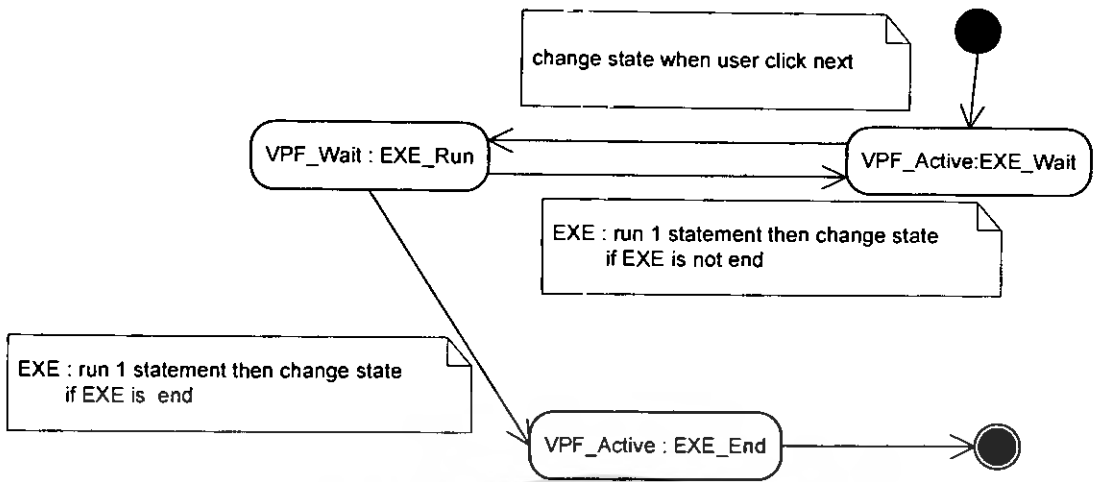 change state when user click next
VPF_Wait : EXE_Run
VPF_Active:EXE_Wait
EXE : run 1 statement then change state
if EXE is not end
EXE : run 1 statement then change state
if EXE is end
VPF_Active : EXE_End